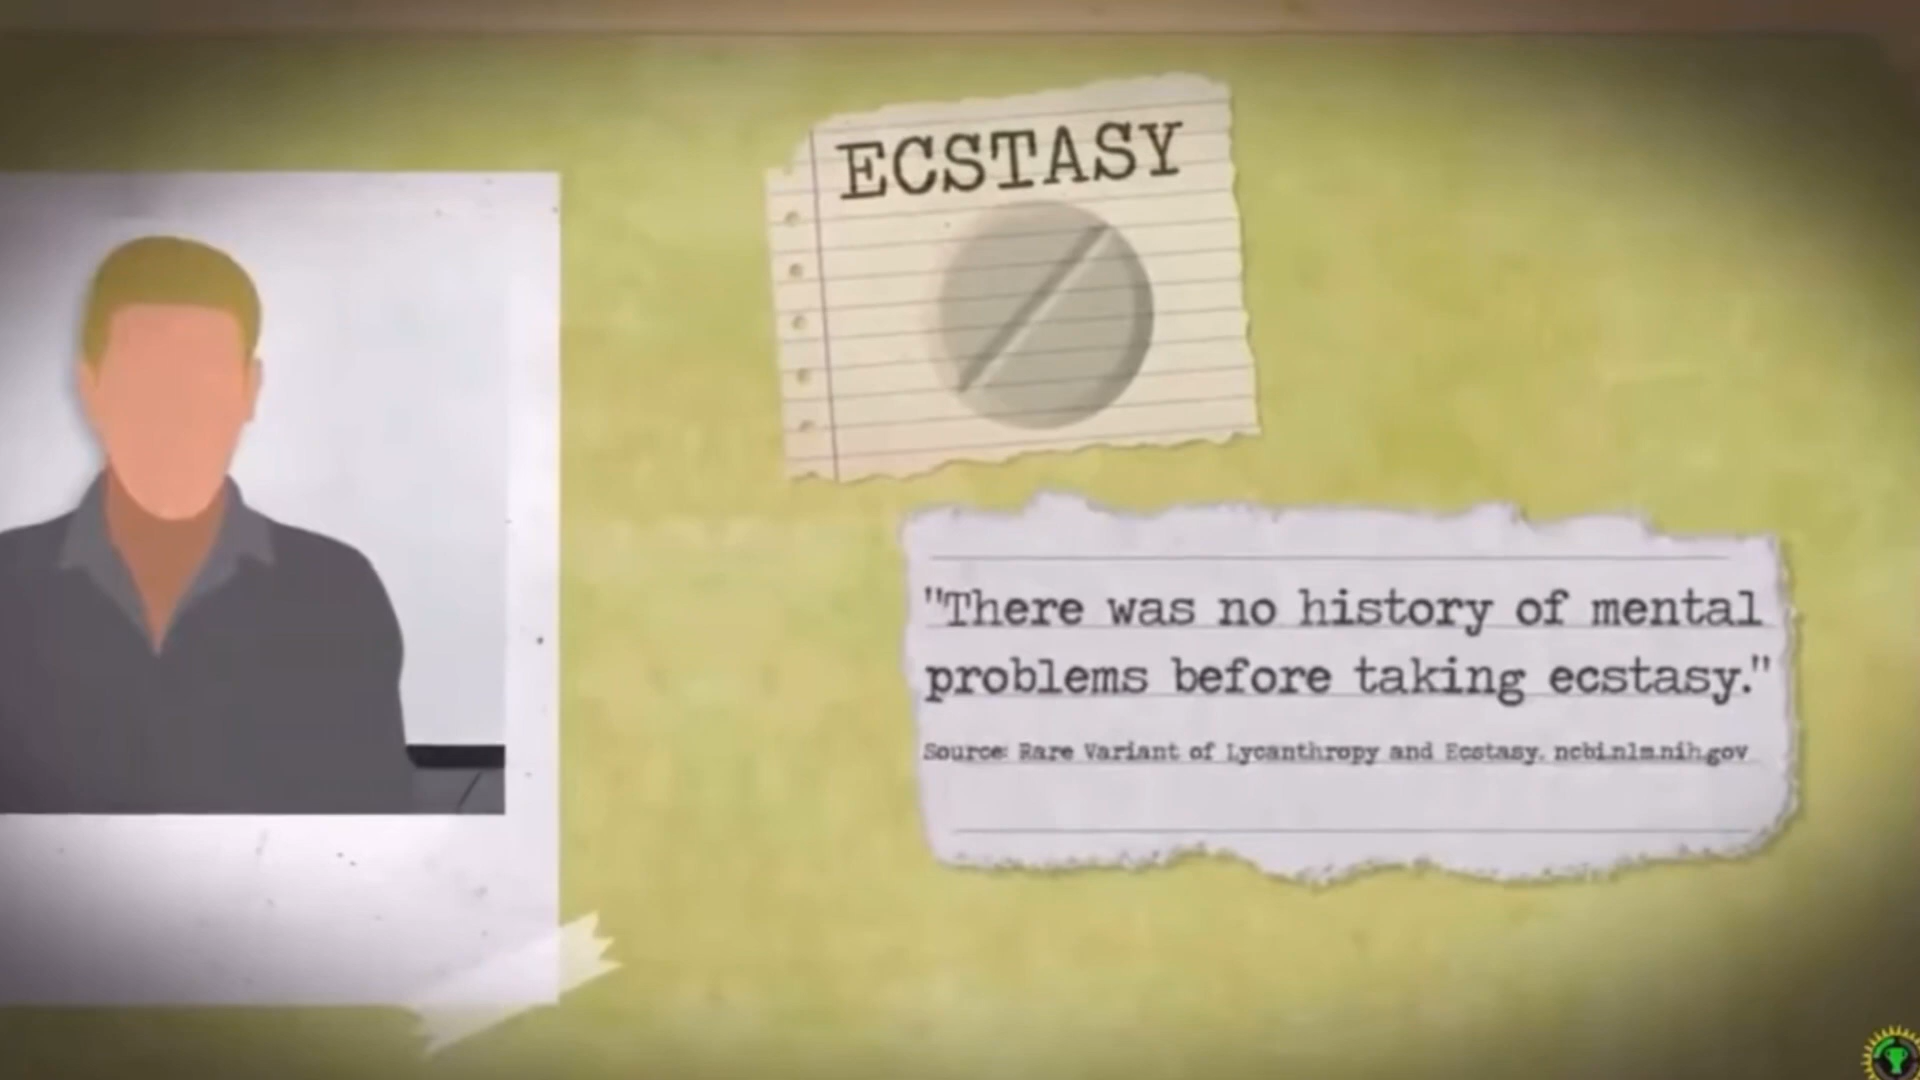 ECSTASY
"There was no history of mental
problems before taking ecstasy."
Source: Rare Variant of Lycanthropy and Ecstasy. ncbi.nlm.nih.gov